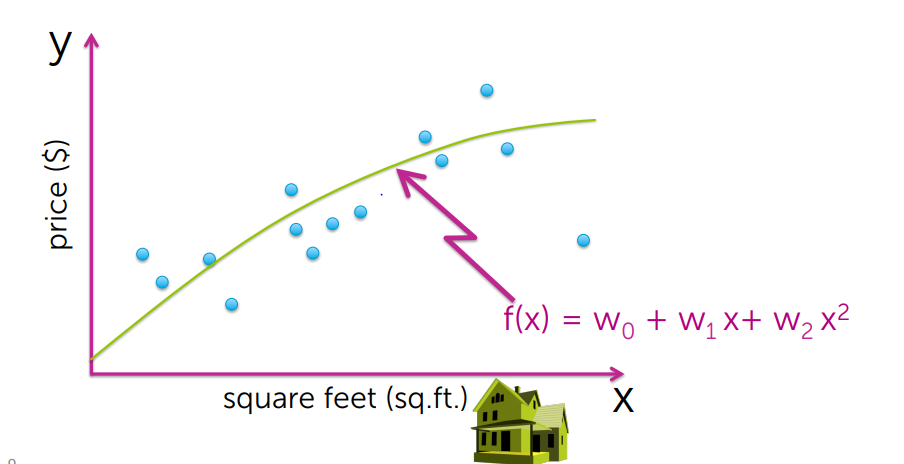 y
price ($)
f(x) = w₀ + w₁ x+ w₂ x²
square feet (sq.ft.)
x